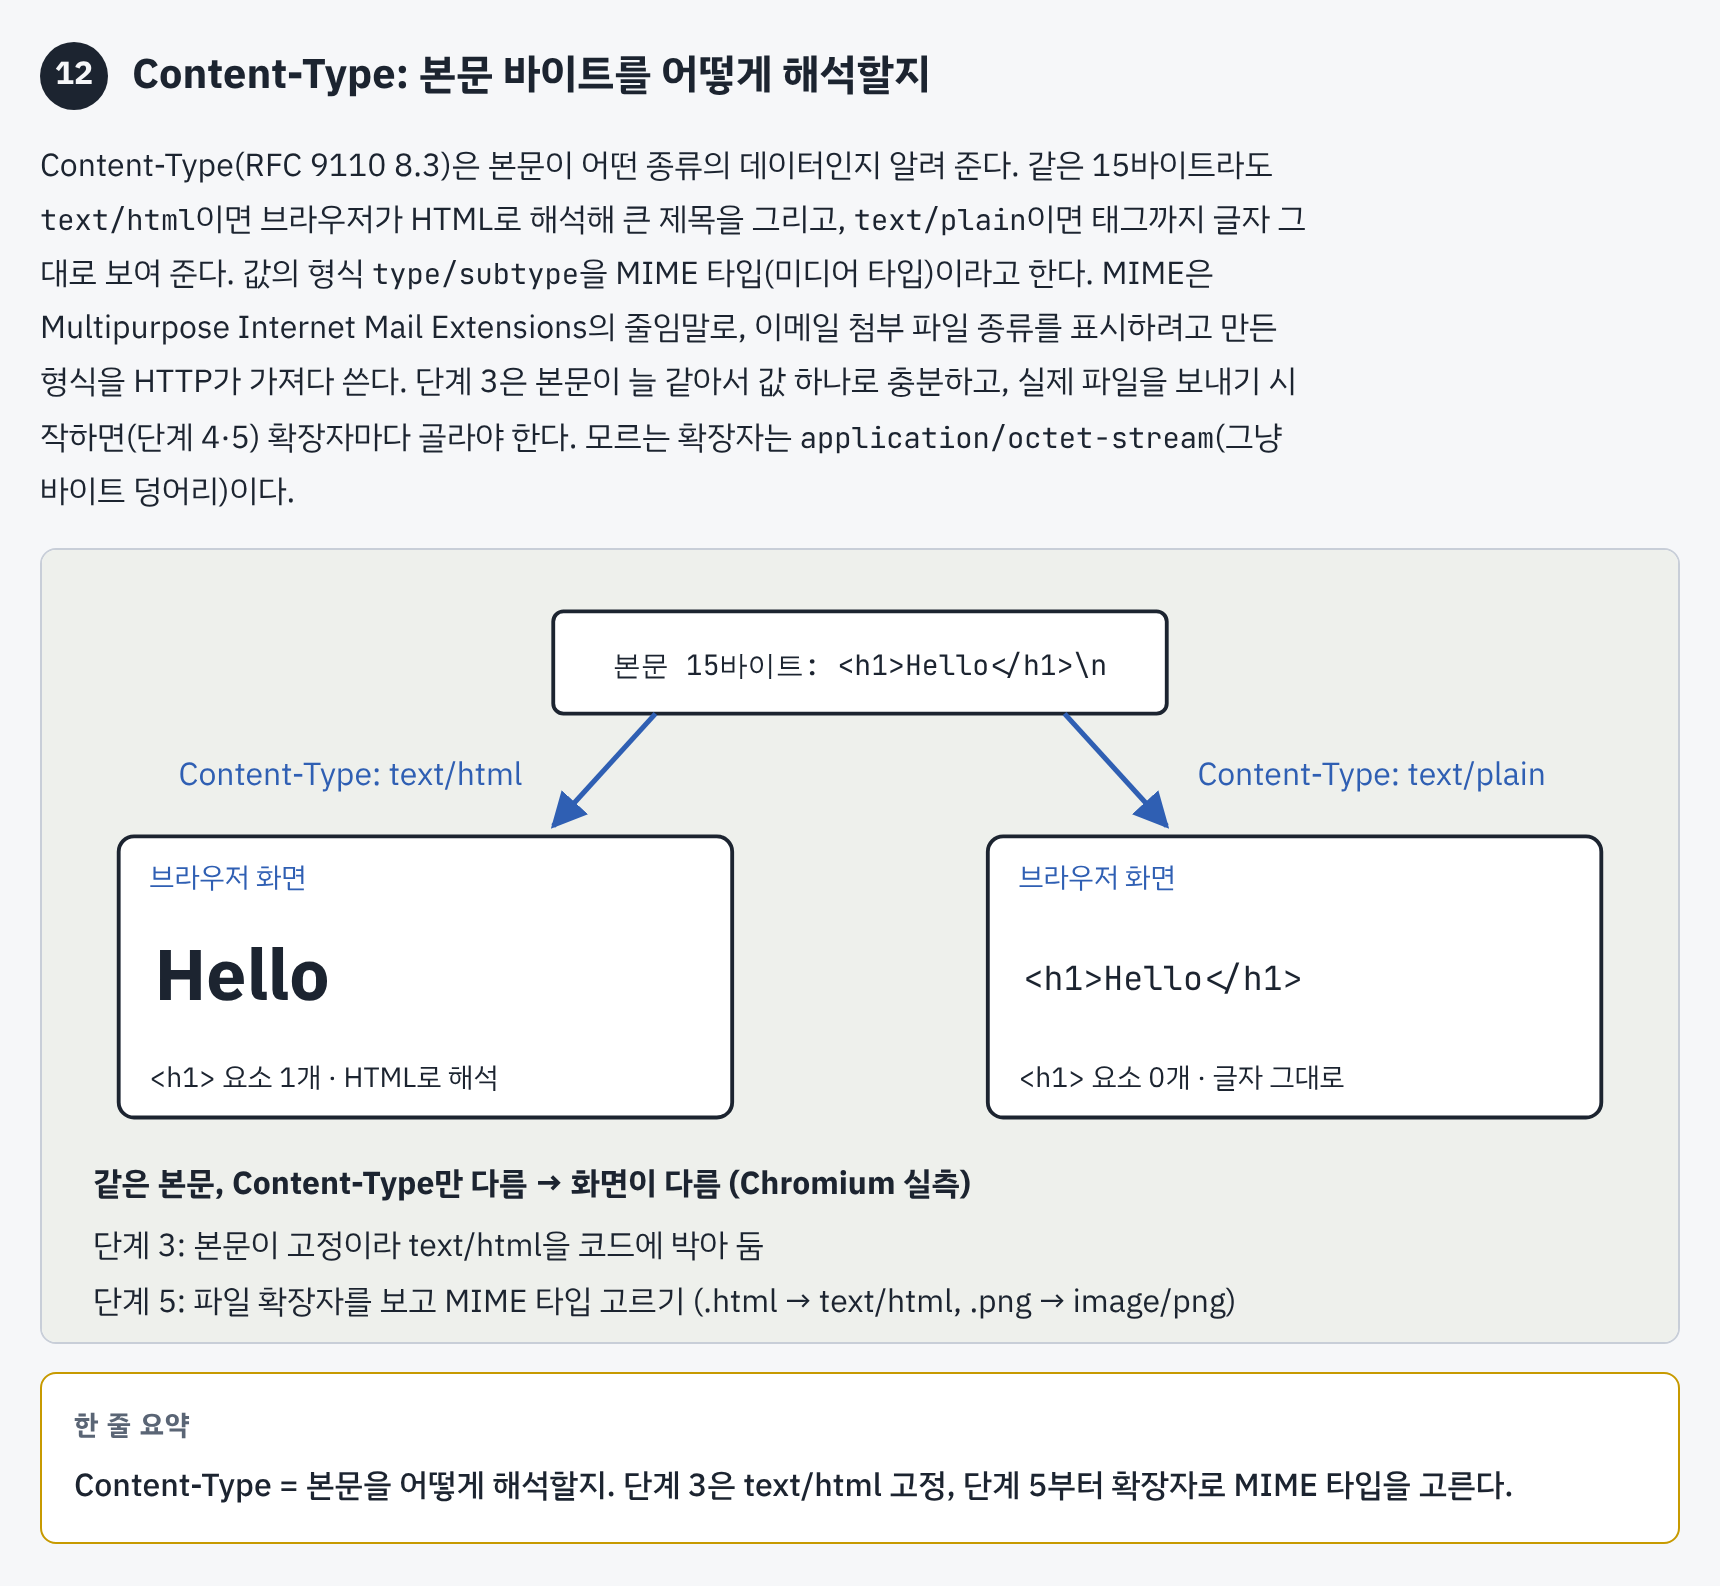 12 Content-Type: 본문 바이트를 어떻게 해석할지
Content-Type(RFC 9110 8.3)은 본문이 어떤 종류의 데이터인지 알려 준다. 같은 15바이트라도
text/html이면 브라우저가 HTML로 해석해 큰 제목을 그리고, text/plain이면 태그까지 글자 그
대로 보여 준다. 값의 형식 type/subtype을 MIME 타입(미디어 타입)이라고 한다. MIME은
Multipurpose Internet Mail Extensions의 줄임말로, 이메일 첨부 파일 종류를 표시하려고 만든
형식을 HTTP가 가져다 쓴다. 단계 3은 본문이 늘 같아서 값 하나로 충분하고, 실제 파일을 보내기 시
작하면(단계 4·5) 확장자마다 골라야 한다. 모르는 확장자는 application/octet-stream(그냥
바이트 덩어리)이다.
본문 15바이트: <h1>Hello</h1>\n
Content-Type: text/html
Content-Type: text/plain
브라우저 화면
Hello
<h1> 요소 1개 · HTML로 해석
브라우저 화면
<h1>Hello</h1>
<h1> 요소 0개 · 글자 그대로
같은 본문, Content-Type만 다름 → 화면이 다름 (Chromium 실측)
단계 3: 본문이 고정이라 text/html을 코드에 박아 둠
단계 5: 파일 확장자를 보고 MIME 타입 고르기 (.html → text/html, .png → image/png)
한 줄 요약
Content-Type = 본문을 어떻게 해석할지. 단계 3은 text/html 고정, 단계 5부터 확장자로 MIME 타입을 고른다.